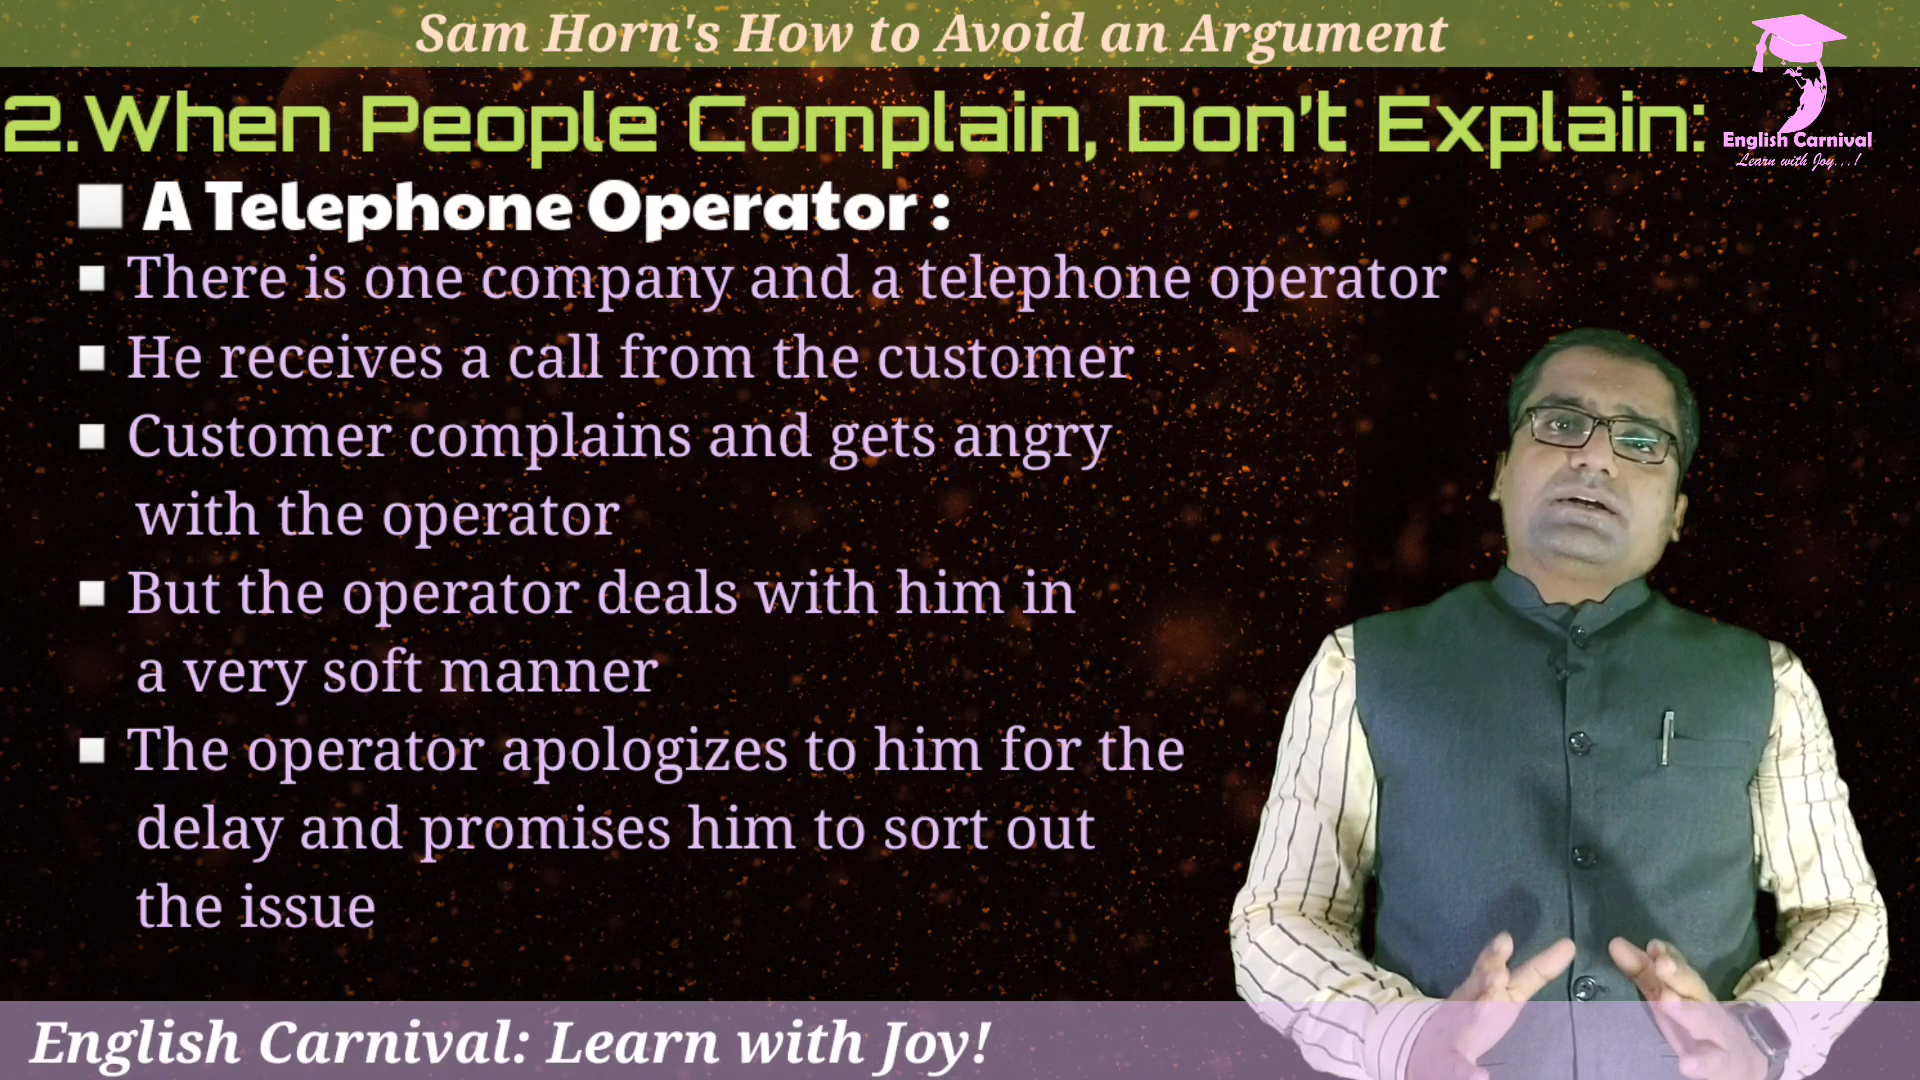 Sam Horn's How to Avoid an Argument
2.When People Complain, Don't Explain:
English Carnival
Learn with Joy...!
A Telephone Operator :
There is one company and a telephone operator
He receives a call from the customer
Customer complains and gets angry
with the operator
But the operator deals with him in
a very soft manner
The operator apologizes to him for the
delay and promises him to sort out
the issue
English Carnival: Learn with Joy!